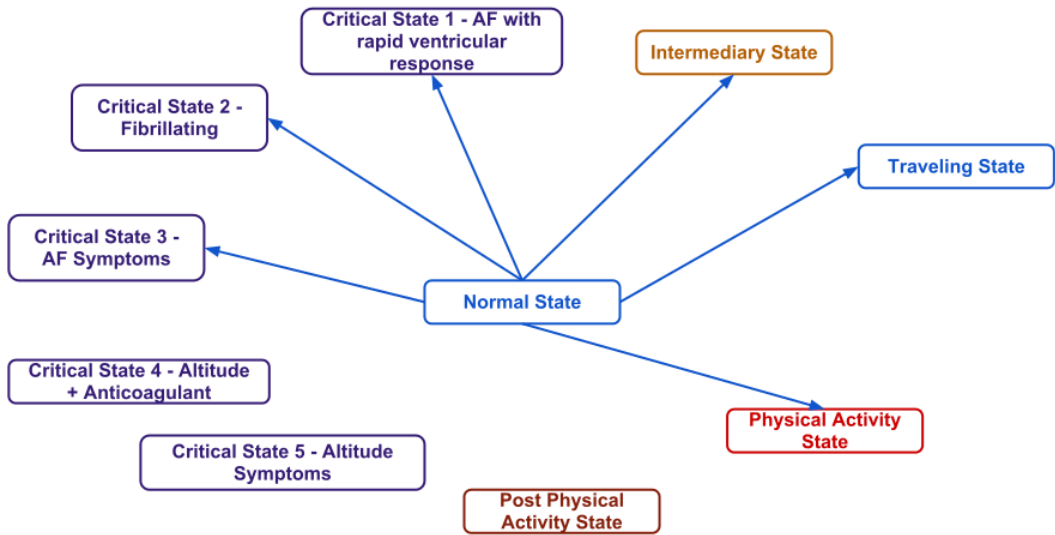 Critical State 1 - AF with
rapid ventricular
response
Intermediary State
Critical State 2 -
Fibrillating
Traveling State
Critical State 3 -
AF Symptoms
Normal State
Critical State 4 - Altitude
+ Anticoagulant
Physical Activity
State
Critical State 5 - Altitude
Symptoms
Post Physical
Activity State